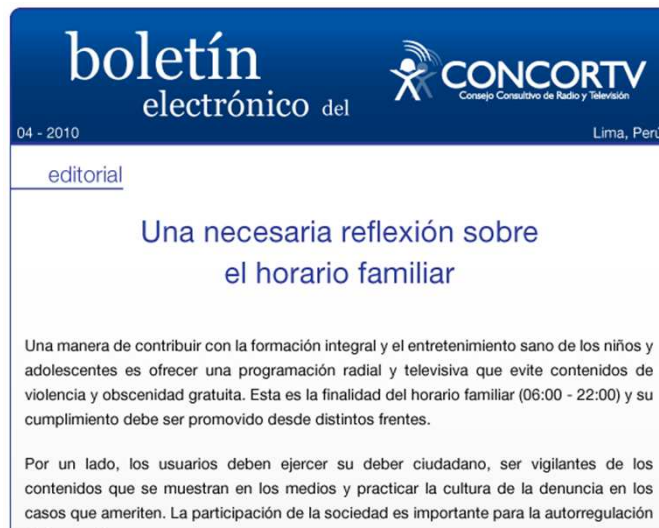 boletín
electrónico del
CONCORTV
Consejo Consultivo de Radio y Televisión
04 - 2010
Lima, Perú
editorial
Una necesaria reflexión sobre
el horario familiar
Una manera de contribuir con la formación integral y el entretenimiento sano de los niños y
adolescentes es ofrecer una programación radial y televisiva que evite contenidos de
violencia y obscenidad gratuita. Esta es la finalidad del horario familiar (06:00 - 22:00) y su
cumplimiento debe ser promovido desde distintos frentes.
Por un lado, los usuarios deben ejercer su deber ciudadano, ser vigilantes de los
contenidos que se muestran en los medios y practicar la cultura de la denuncia en los
casos que ameriten. La participación de la sociedad es importante para la autorregulación